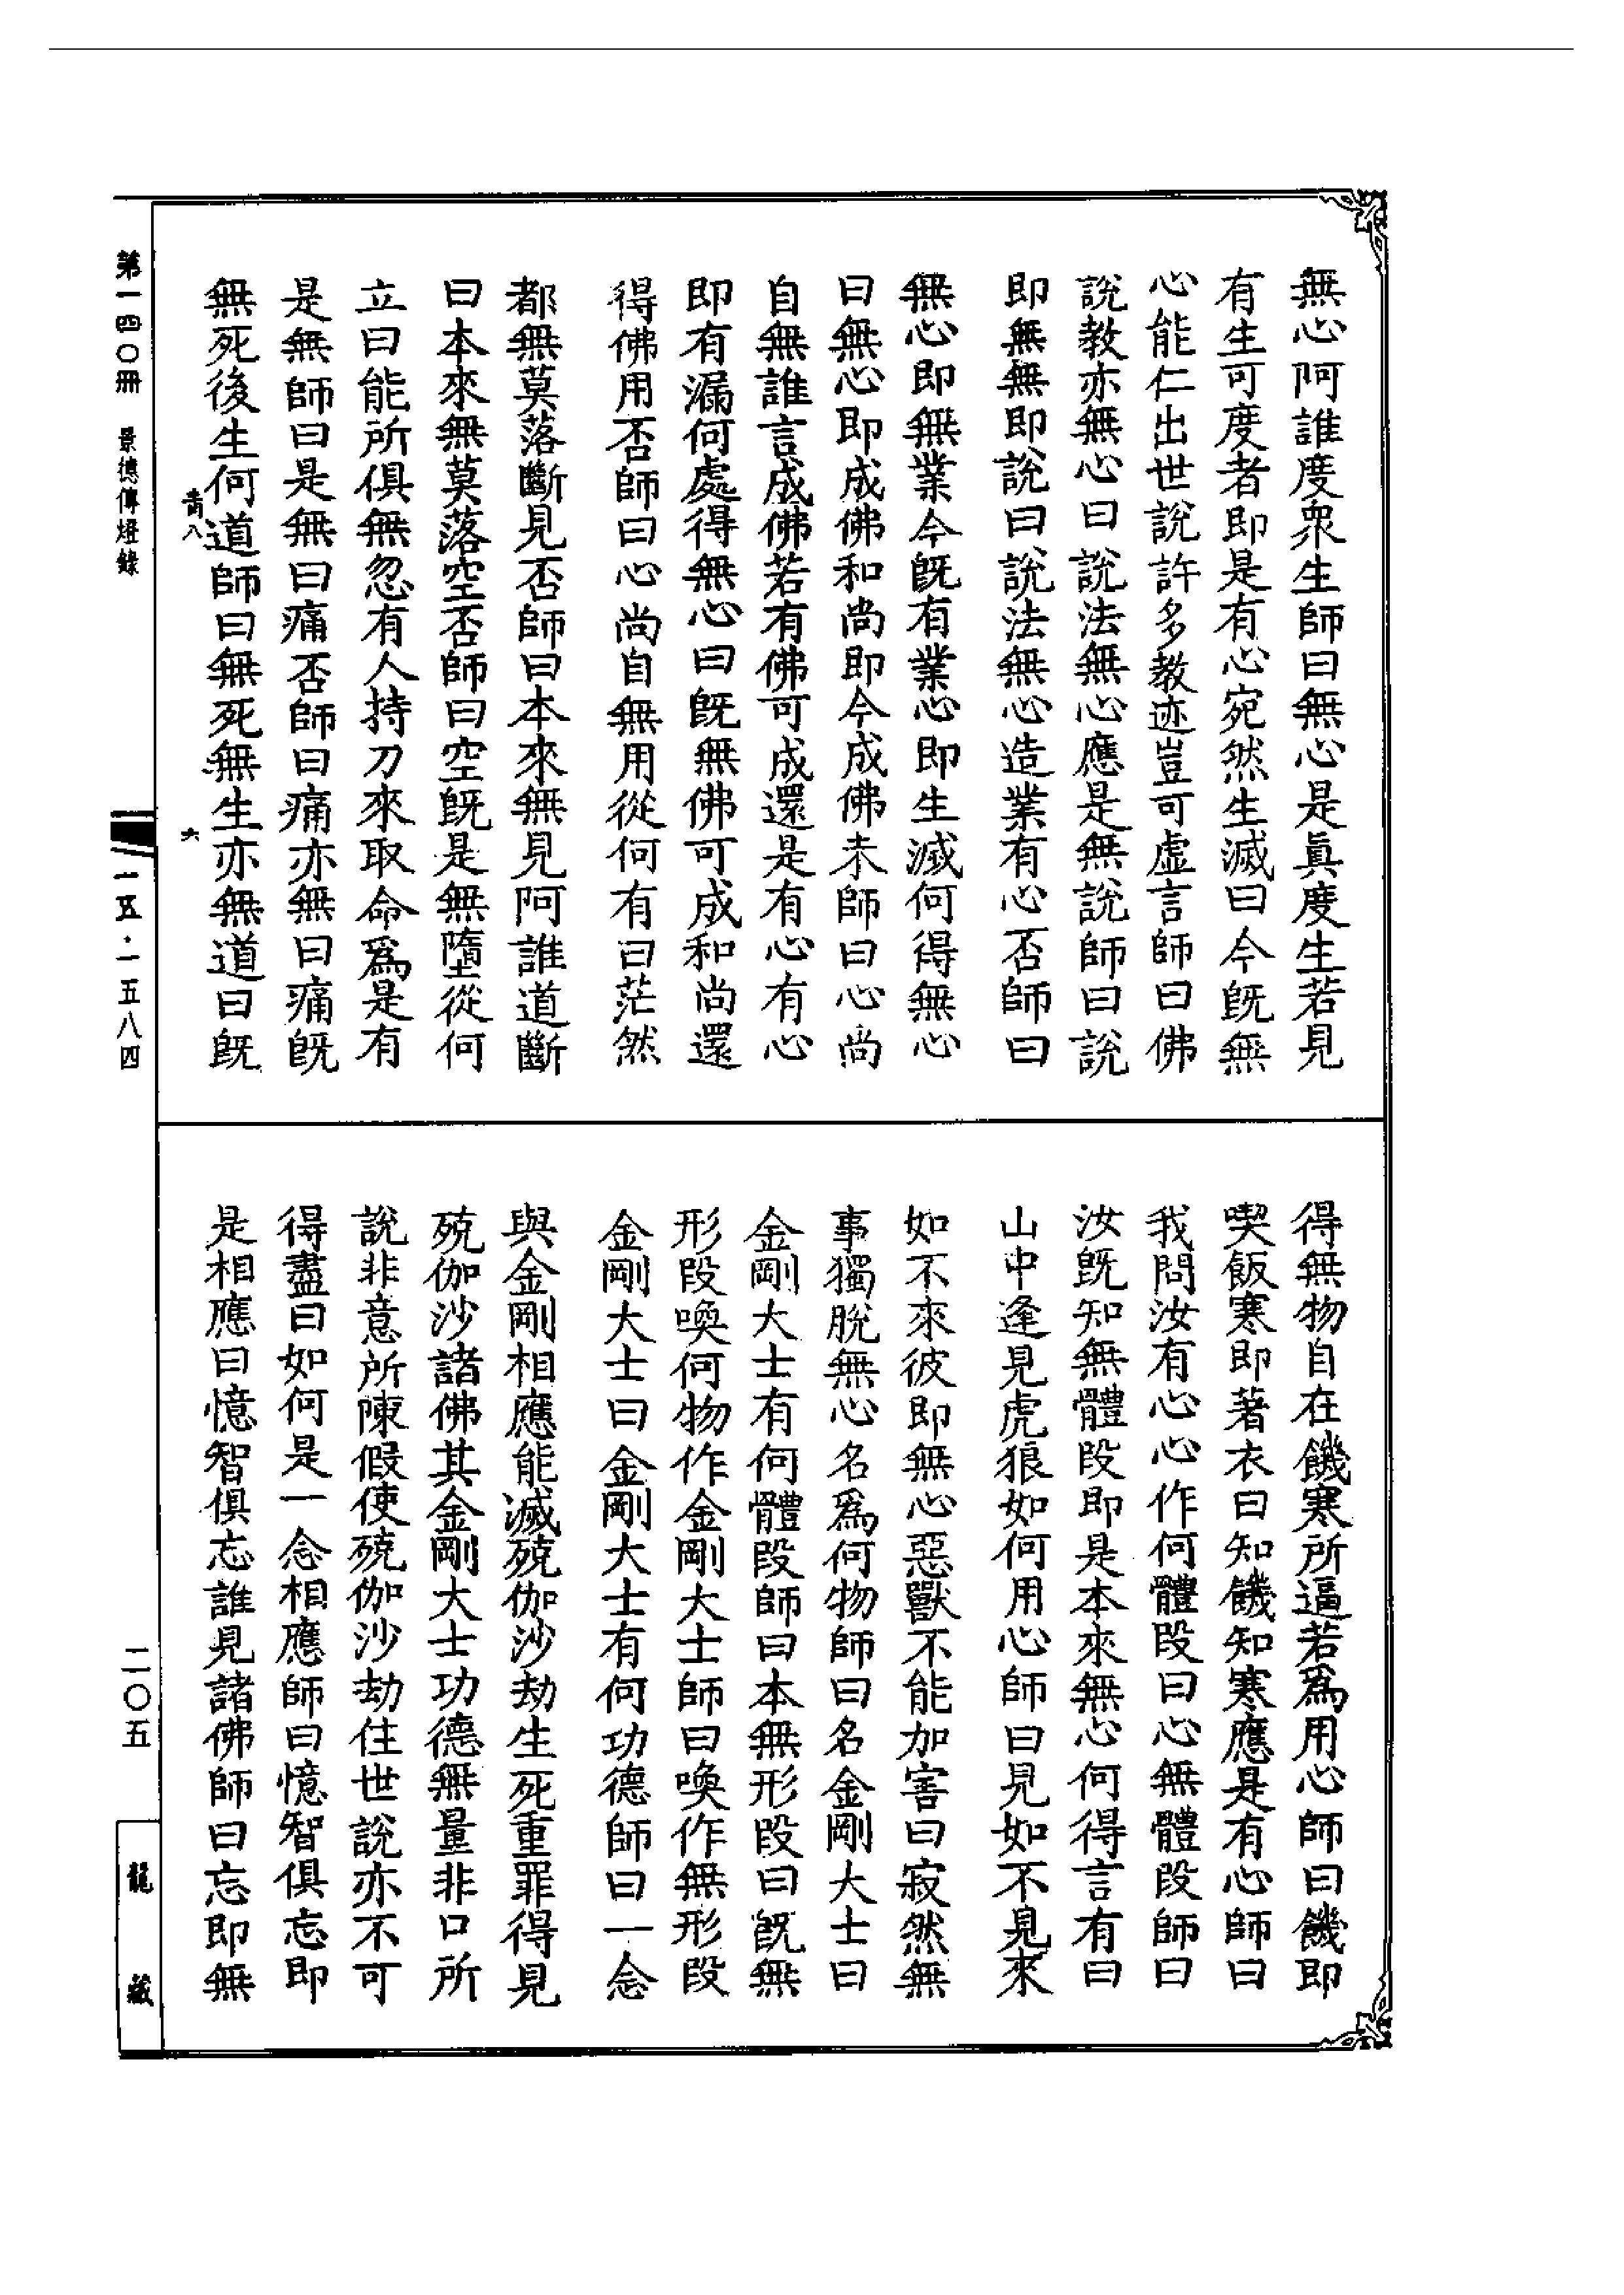 無心阿誰度衆生師曰無心是眞度生若見
有生可度者即是有心宛然生滅曰今旣無
心能仁出世說許多教迹豈可虛言師曰佛
說教亦無心曰說法無心應是無說師曰說
即無無即說曰說法無心造業有心否師曰
無心即無業今旣有業心即生滅何得無心
曰無心即成佛和尚即今成佛未師曰心尚
自無誰言成佛若有佛可成還是有心有心
即有漏何處得無心曰旣無佛可成和尚還
得佛用否師曰心尚自無用從何有曰茫然
都無莫落斷見否師曰本來無見阿誰道斷
曰本來無莫落空否師曰空旣是無墮從何
立曰能所俱無忽有人持刀來取命爲是有
是無師曰是無曰痛否師曰痛亦無曰痛旣
無死後生何道師曰無死無生亦無道曰旣
得無物自在饑寒所逼若爲用心師曰饑即
喫飯寒即著衣曰知饑知寒應是有心師曰
我問汝有心心作何體段曰心無體段師曰
汝旣知無體段即是本來無心何得言有曰
山中逢見虎狼如何用心師曰見如不見來
如不來彼即無心惡獸不能加害曰寂然無
事獨脫無心名爲何物師曰名金剛大士曰
金剛大士有何體段師曰本無形段曰旣無
形段喚何物作金剛大士師曰喚作無形段
金剛大士曰金剛大士有何功德師曰一念
與金剛相應能滅殑伽沙劫生死重罪得見
殑伽沙諸佛其金剛大士功德無量非口所
說非意所陳假使殑伽沙劫住世說亦不可
得盡曰如何是一念相應師曰憶智俱忘即
是相應曰憶智俱忘誰見諸佛師曰忘即無
青八
六
第一四〇冊 景德傳燈錄
一五·一五八四
二〇五
龍藏